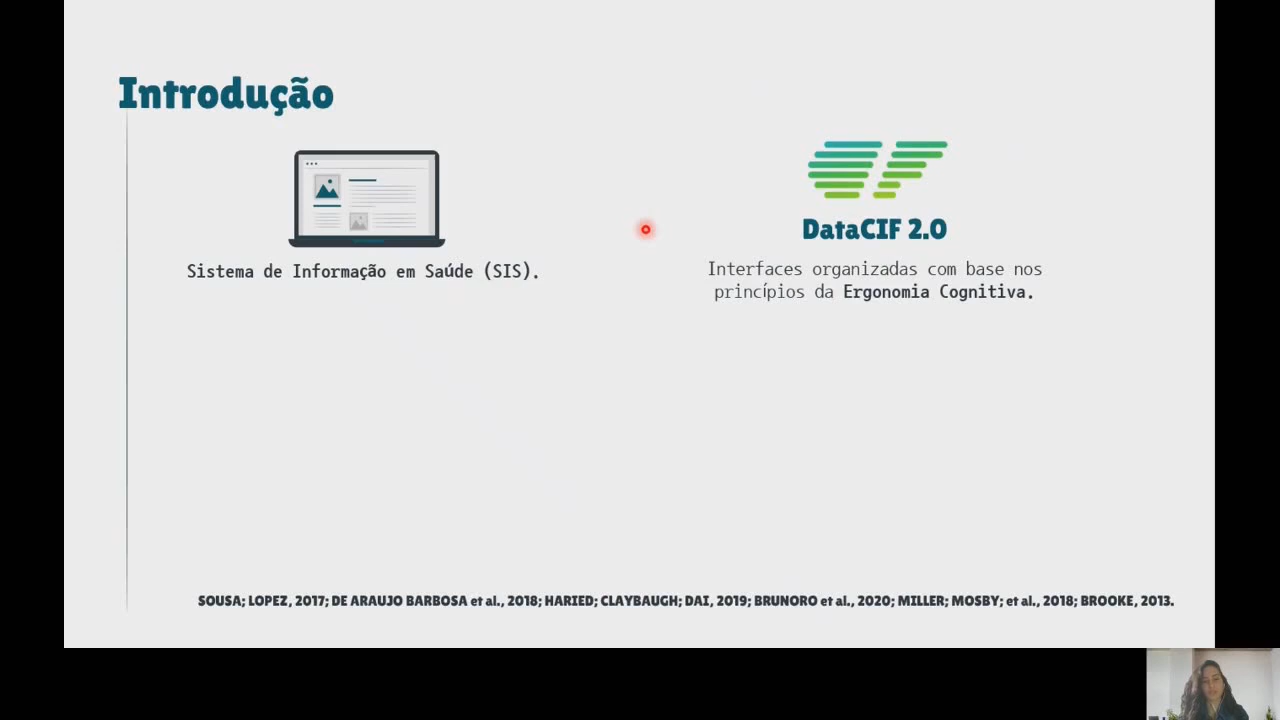 Introdução
Sistema de Informação em Saúde (SIS).
DataCIF 2.0
Interfaces organizadas com base nos
princípios da Ergonomia Cognitiva.
SOUSA; LOPEZ, 2017; DE ARAUJO BARBOSA et al., 2018; HARIED; CLAYBAUGH; DAI, 2019; BRUNORO et al., 2020; MILLER; MOSBY; et al., 2018; BROOKE, 2013.